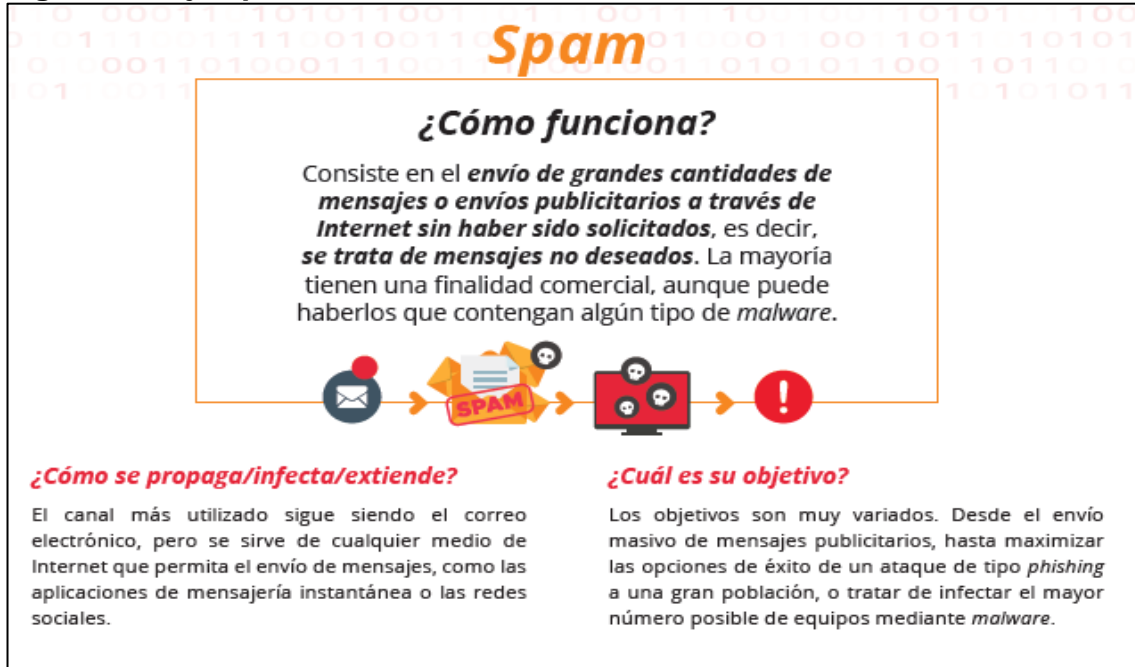 Spam
¿Cómo funciona?
Consiste en el envío de grandes cantidades de
mensajes o envíos publicitarios a través de
Internet sin haber sido solicitados, es decir,
se trata de mensajes no deseados. La mayoría
tienen una finalidad comercial, aunque puede
haberlos que contengan algún tipo de malware.
SPAM
¿Cómo se propaga/infecta/extiende?
El canal más utilizado sigue siendo el correo
electrónico, pero se sirve de cualquier medio de
Internet que permita el envío de mensajes, como las
aplicaciones de mensajería instantánea o las redes
sociales.
¿Cuál es su objetivo?
Los objetivos son muy variados. Desde el envío
masivo de mensajes publicitarios, hasta maximizar
las opciones de éxito de un ataque de tipo phishing
a una gran población, o tratar de infectar el mayor
número posible de equipos mediante malware.